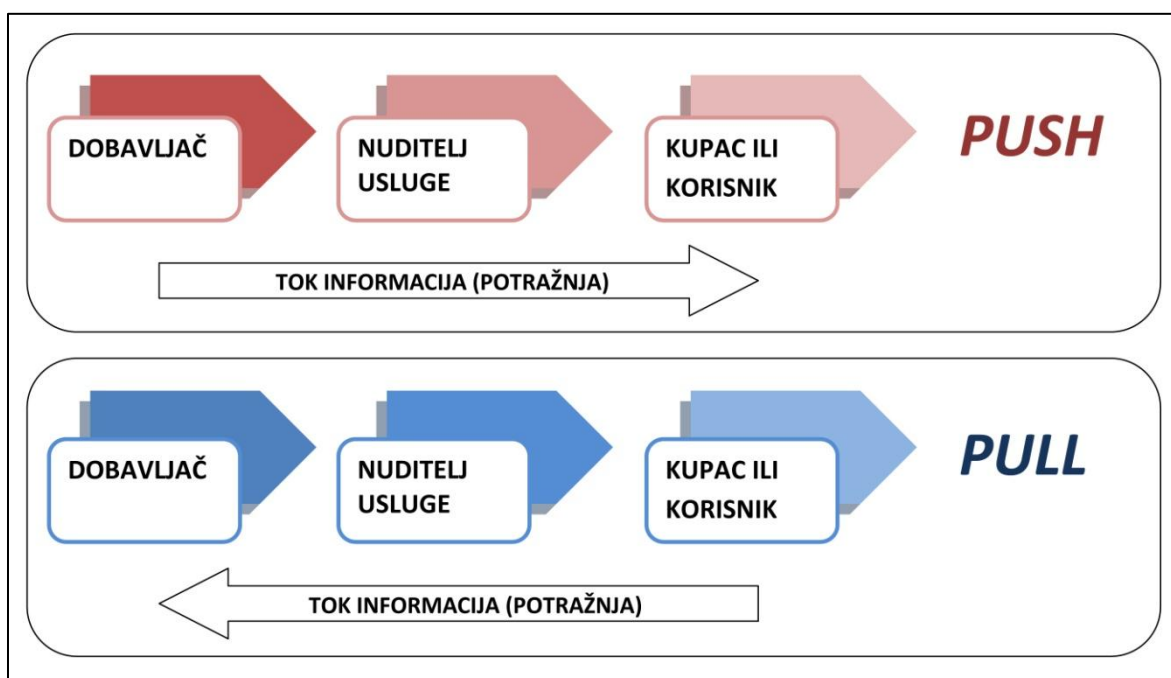 DOBAVLJAČ
NUDITELJ
USLUGE
KUPAC ILI
KORISNIK
PUSH
TOK INFORMACIJA (POTRAŽNJA)
DOBAVLJAČ
NUDITELJ
USLUGE
KUPAC ILI
KORISNIK
PULL
TOK INFORMACIJA (POTRAŽNJA)